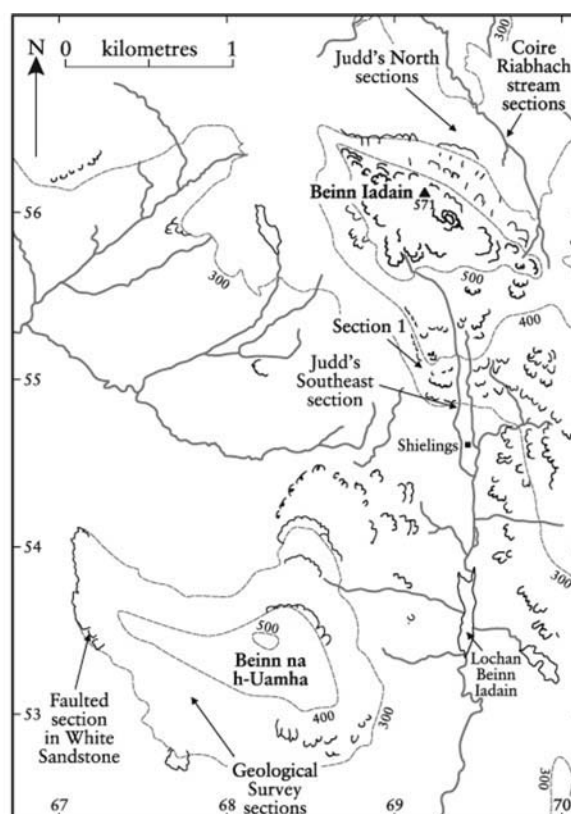 N
0 kilometres 1
300
Judd's North
sections
Coire
Riabhach
stream
sections
56
Beinn Iadain
571
300
500
400
Section 1
55
Judd's
Southeast
section
Shielings
54
300
500
Beinn na
h-Uamha
Lochan
Beinn
Iadain
Faulted
section
in White
Sandstone
53
400
300
Geological
Survey
sections
300
67
68
69
70